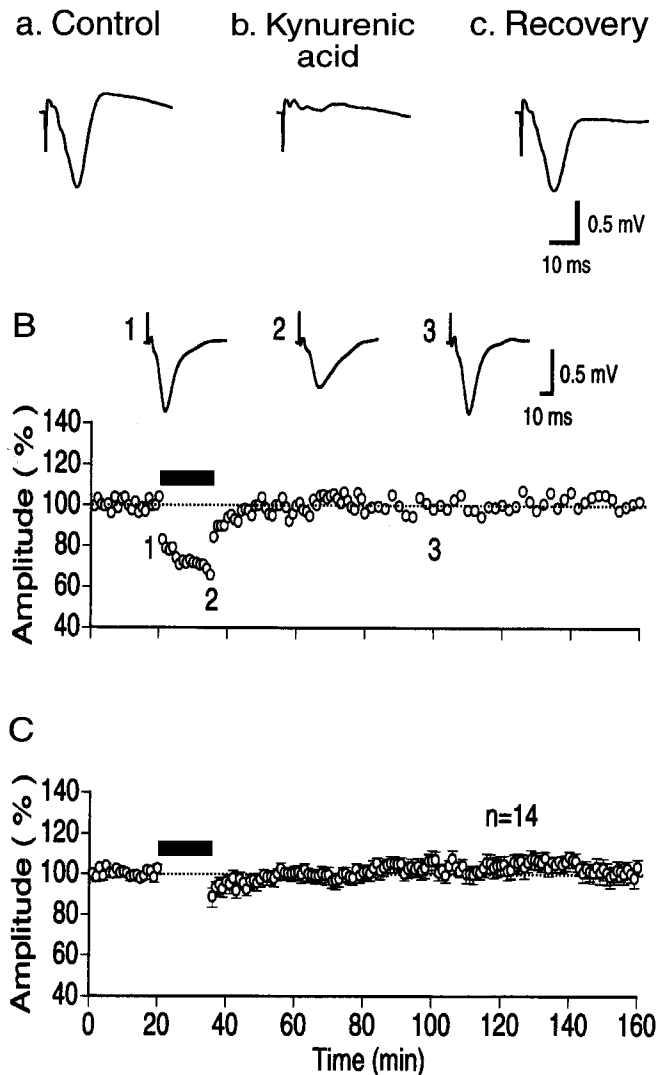 a. Control
b. Kynurenic
acid
c. Recovery
0.5 mV
10 ms
B
1
2
3
0.5 mV
10 ms
Amplitude ( % )
140
120
100
80
60
40
1
2
3
C
Amplitude ( % )
140
120
100
80
60
40
n=14
0
20
40
60
80
100
120
140
160
Time (min)